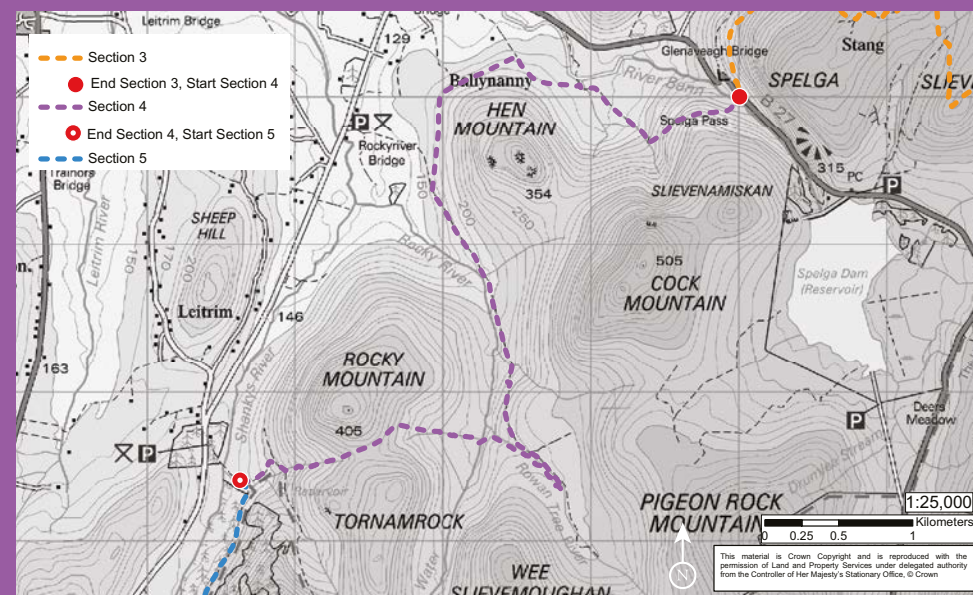 Leitrim Bridge
Bridge
129
Glenaveagh Bridge
Stang
Section 3
End Section 3, Start Section 4
Section 4
End Section 4, Start Section 5
Section 5
River Bann
SPELGA
Ballynanny
HEN
MOUNTAIN
B 27
Spelga Pass
P
Rockyriver
Bridge
Trainors
Bridge
315
PC
P
354
150
200
250
SLIEVENAMISKAN
SHEEP
HILL
Leitrim River
150
170
200
Rocky River
505
COCK
MOUNTAIN
Spelga Dam
(Reservoir)
Leitrim
146
163
ROCKY
MOUNTAIN
Shanky's River
405
Deers
Meadow
P
P
Reservoir
Rowan Tree River
Drumlee Stream
TORNAMROCK
PIGEON ROCK
MOUNTAIN
Water
WEE
SLIEVEMOUGHAN
N
1:25,000
Kilometers
0 0.25 0.5 1
This material is Crown Copyright and is reproduced with the
permission of Land and Property Services under delegated authority
from the Controller of Her Majesty's Stationary Office, © Crown